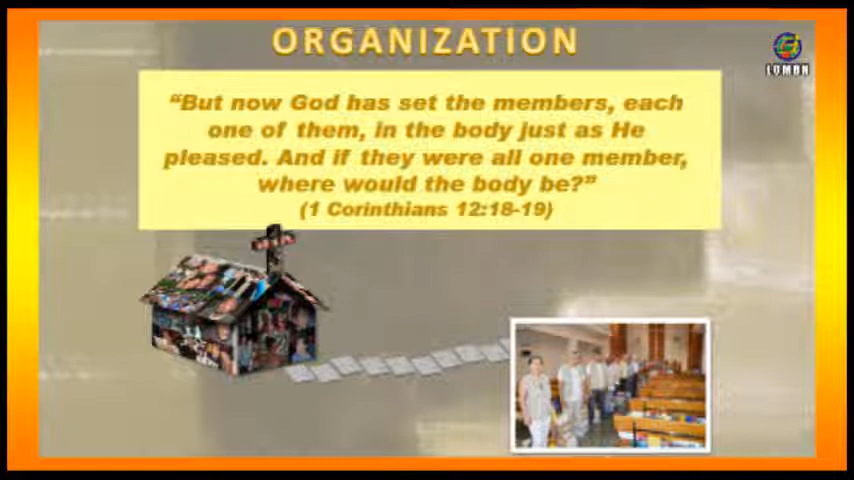 ORGANIZATION
“But now God has set the members, each
one of them, in the body just as He
pleased. And if they were all one member,
where would the body be?”
(1 Corinthians 12:18-19)